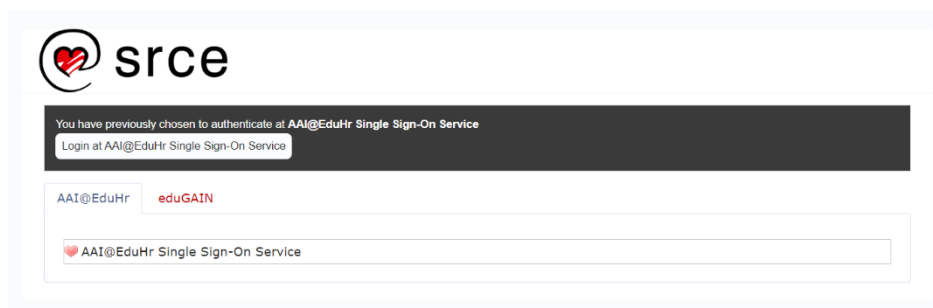 srce
You have previously chosen to authenticate at AAI@EduHr Single Sign-On Service
Login at AAI@EduHr Single Sign-On Service
AAI@EduHr eduGAIN
AAI@EduHr Single Sign-On Service